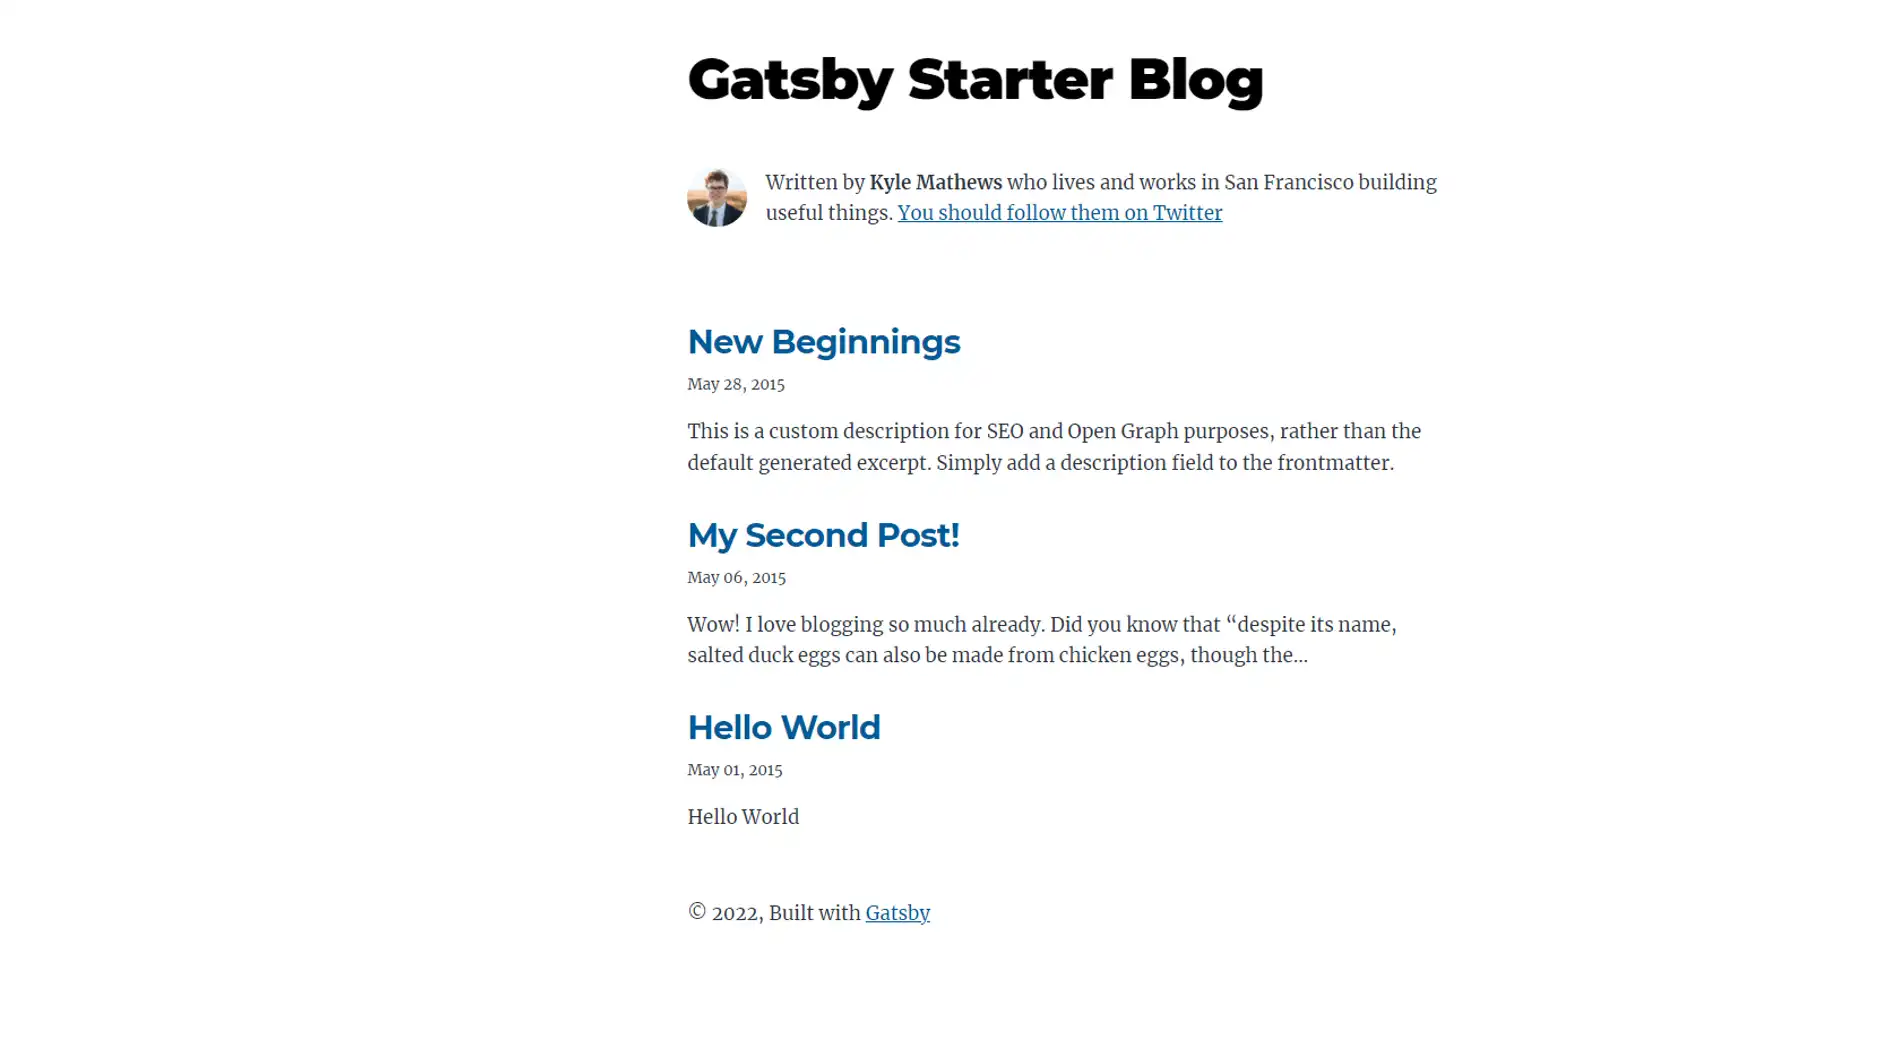 Gatsby Starter Blog
Written by Kyle Mathews who lives and works in San Francisco building
useful things. You should follow them on Twitter
New Beginnings
May 28, 2015
This is a custom description for SEO and Open Graph purposes, rather than the
default generated excerpt. Simply add a description field to the frontmatter.
My Second Post!
May 06, 2015
Wow! I love blogging so much already. Did you know that “despite its name,
salted duck eggs can also be made from chicken eggs, though the…
Hello World
May 01, 2015
Hello World
© 2022, Built with Gatsby